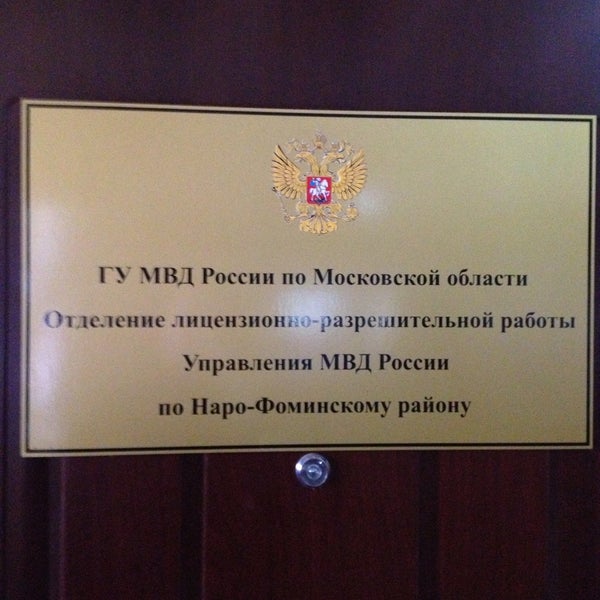 ГУ МВД России по Московской области
Отделение лицензионно-разрешительной работы
Управления МВД России
по Наро-Фоминскому району